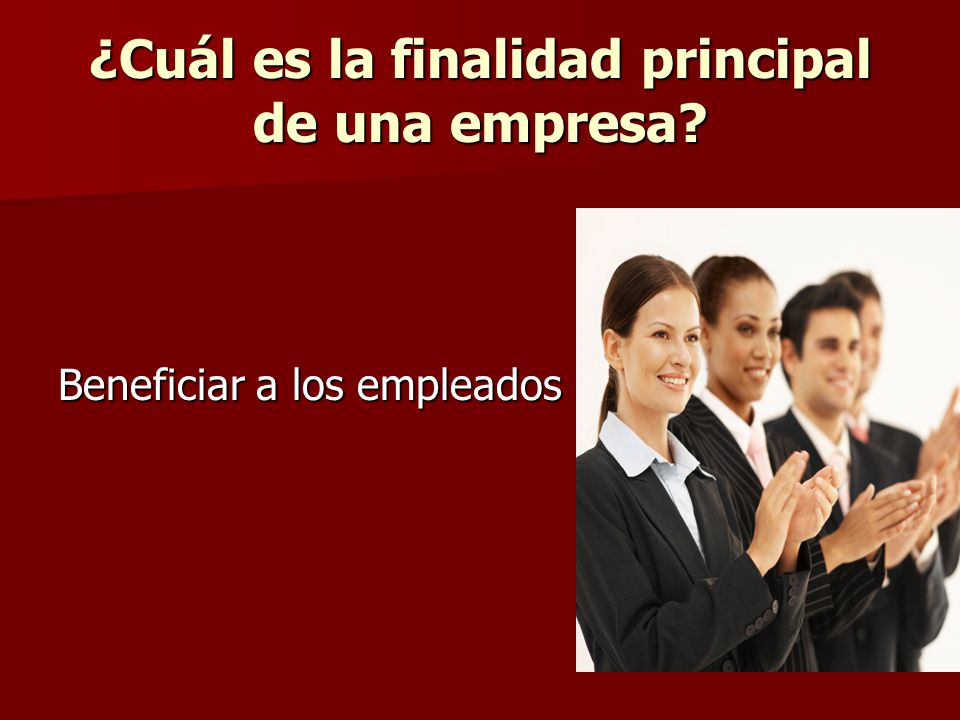 ¿Cuál es la finalidad principal
de una empresa?
Beneficiar a los empleados